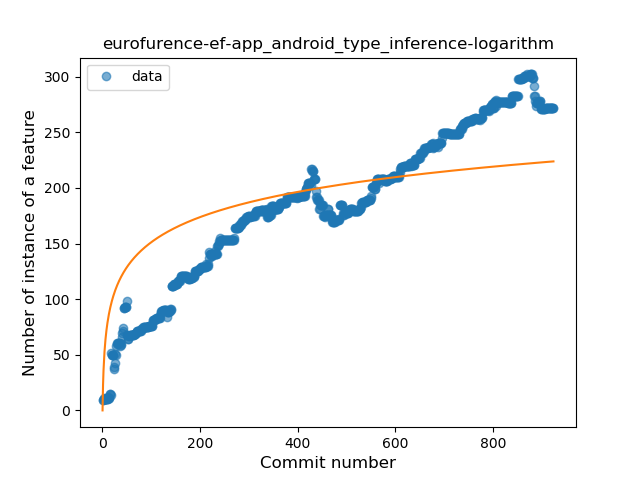 eurofurence-ef-app_android_type_inference-logarithm
data
Number of instance of a feature
300
250
200
150
100
50
0
0 200 400 600 800
Commit number